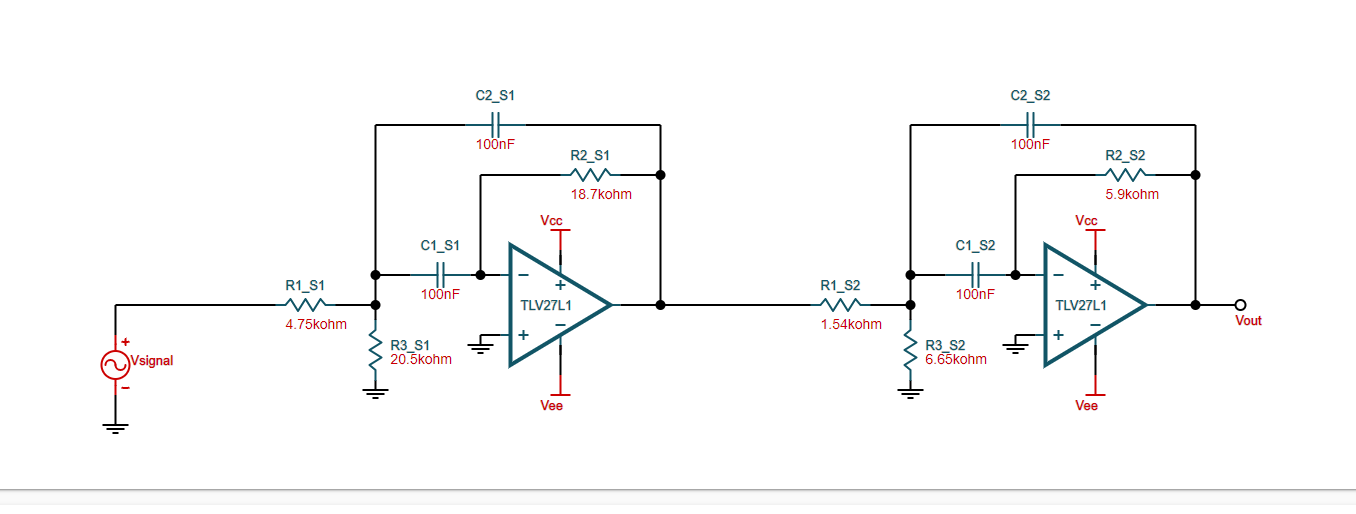 C2_S1
100nF
R2_S1
18.7kohm
Vcc
C1_S1
100nF
R1_S1
4.75kohm
TLV27L1
R3_S1
20.5kohm
Vsignal
Vee
C2_S2
100nF
R2_S2
5.9kohm
Vcc
C1_S2
100nF
R1_S2
1.54kohm
TLV27L1
R3_S2
6.65kohm
Vee
Vout